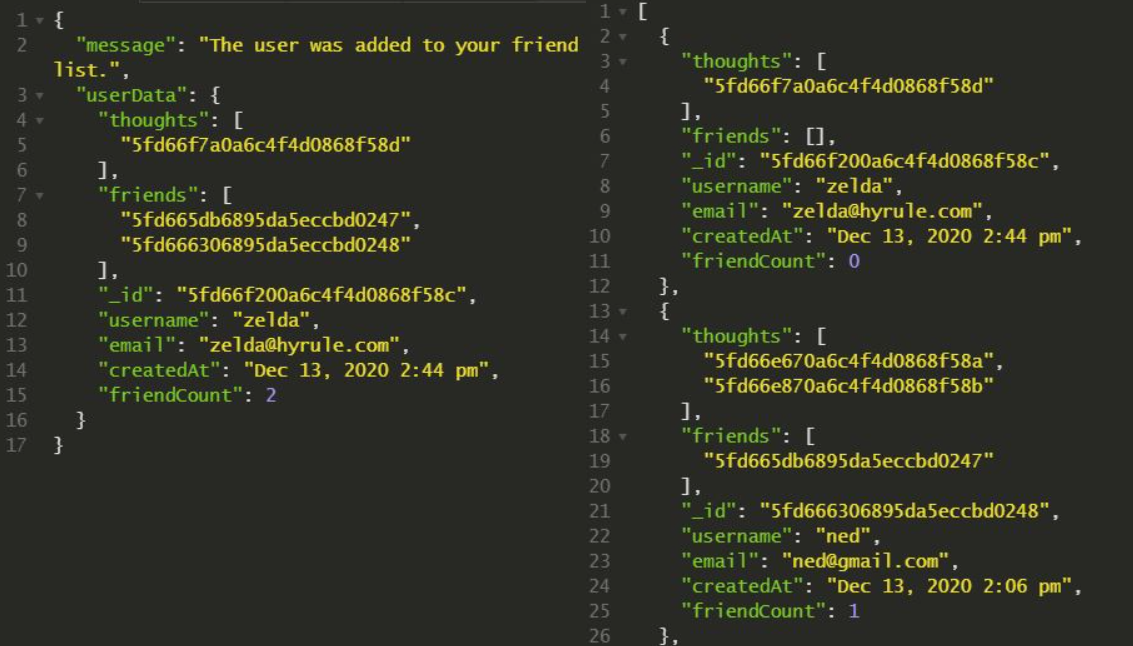 1 {
2 "message": "The user was added to your friend
list.",
3 "userData": {
4 "thoughts": [
5 "5fd66f7a0a6c4f4d0868f58d"
6 ],
7 "friends": [
8 "5fd665db6895da5eccbd0247",
9 "5fd666306895da5eccbd0248"
10 ],
11 "_id": "5fd66f200a6c4f4d0868f58c",
12 "username": "zelda",
13 "email": "zelda@hyrule.com",
14 "createdAt": "Dec 13, 2020 2:44 pm",
15 "friendCount": 2
16 }
17 }
1 [
2 {
3 "thoughts": [
4 "5fd66f7a0a6c4f4d0868f58d"
5 ],
6 "friends": [],
7 "_id": "5fd66f200a6c4f4d0868f58c",
8 "username": "zelda",
9 "email": "zelda@hyrule.com",
10 "createdAt": "Dec 13, 2020 2:44 pm",
11 "friendCount": 0
12 },
13 {
14 "thoughts": [
15 "5fd66e670a6c4f4d0868f58a",
16 "5fd66e870a6c4f4d0868f58b"
17 ],
18 "friends": [
19 "5fd665db6895da5eccbd0247"
20 ],
21 "_id": "5fd666306895da5eccbd0248",
22 "username": "ned",
23 "email": "ned@gmail.com",
24 "createdAt": "Dec 13, 2020 2:06 pm",
25 "friendCount": 1
26 },